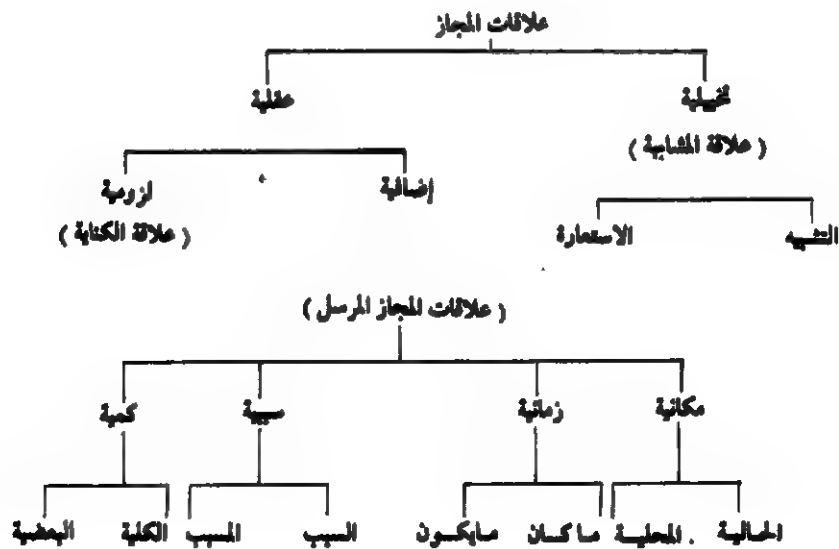 علاقات المجاز
تخييلية عقلية
( علاقة المشابهة )
إضافية لزومية
( علاقة الكناية )
التشبيه الاستعارة
( علاقات المجاز المرسل )
مكانية زمانية سببية كمية
الحالية المحلية ماكان مايكون السبب المسبب الكلية البعضية